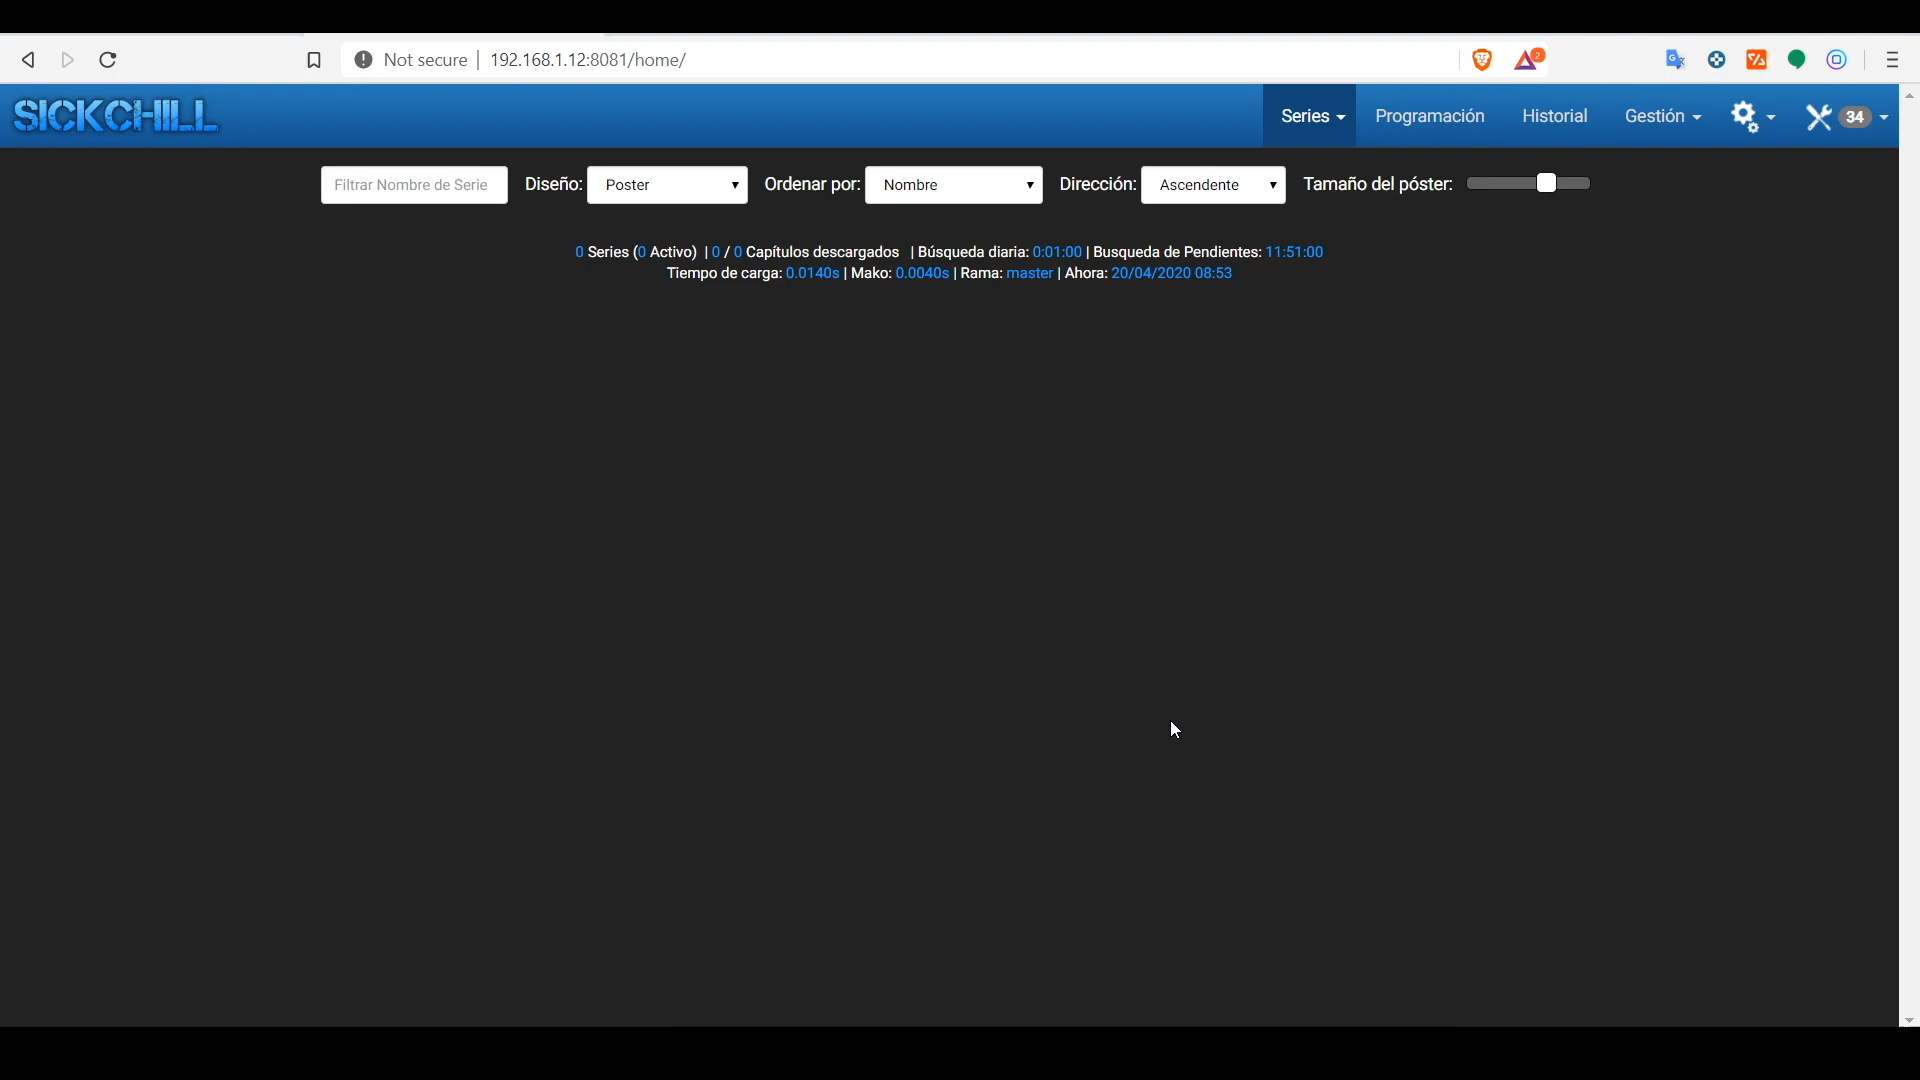 Not secure | 192.168.1.12:8081/home/
2
SICKCHILL
Series Programación Historial Gestión 34
Filtrar Nombre de Serie Diseño: Poster Ordenar por: Nombre Dirección: Ascendente Tamaño del póster:
0 Series (0 Activo) | 0 / 0 Capítulos descargados | Búsqueda diaria: 0:01:00 | Busqueda de Pendientes: 11:51:00
Tiempo de carga: 0.0140s | Mako: 0.0040s | Rama: master | Ahora: 20/04/2020 08:53